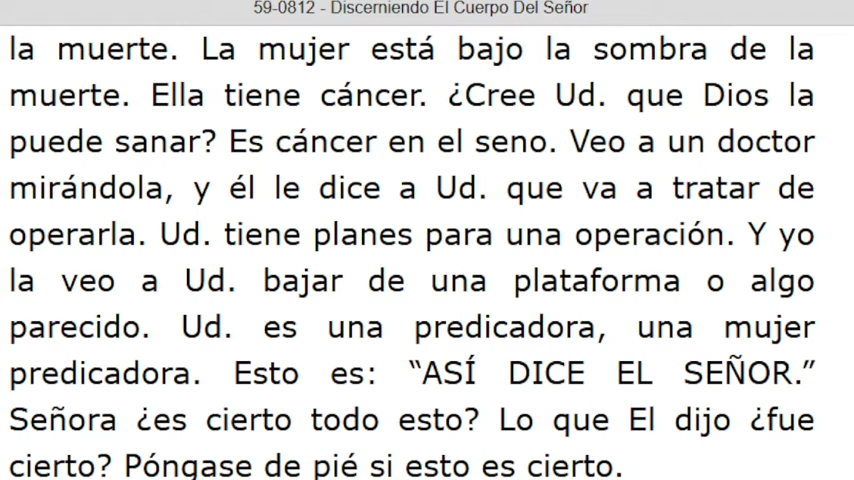 59-0812 - Discerniendo El Cuerpo Del Señor
la muerte. La mujer está bajo la sombra de la
muerte. Ella tiene cáncer. ¿Cree Ud. que Dios la
puede sanar? Es cáncer en el seno. Veo a un doctor
mirándola, y él le dice a Ud. que va a tratar de
operarla. Ud. tiene planes para una operación. Y yo
la veo a Ud. bajar de una plataforma o algo
parecido. Ud. es una predicadora, una mujer
predicadora. Esto es: “ASÍ DICE EL SEÑOR.”
Señora ¿es cierto todo esto? Lo que El dijo ¿fue
cierto? Póngase de pié si esto es cierto.